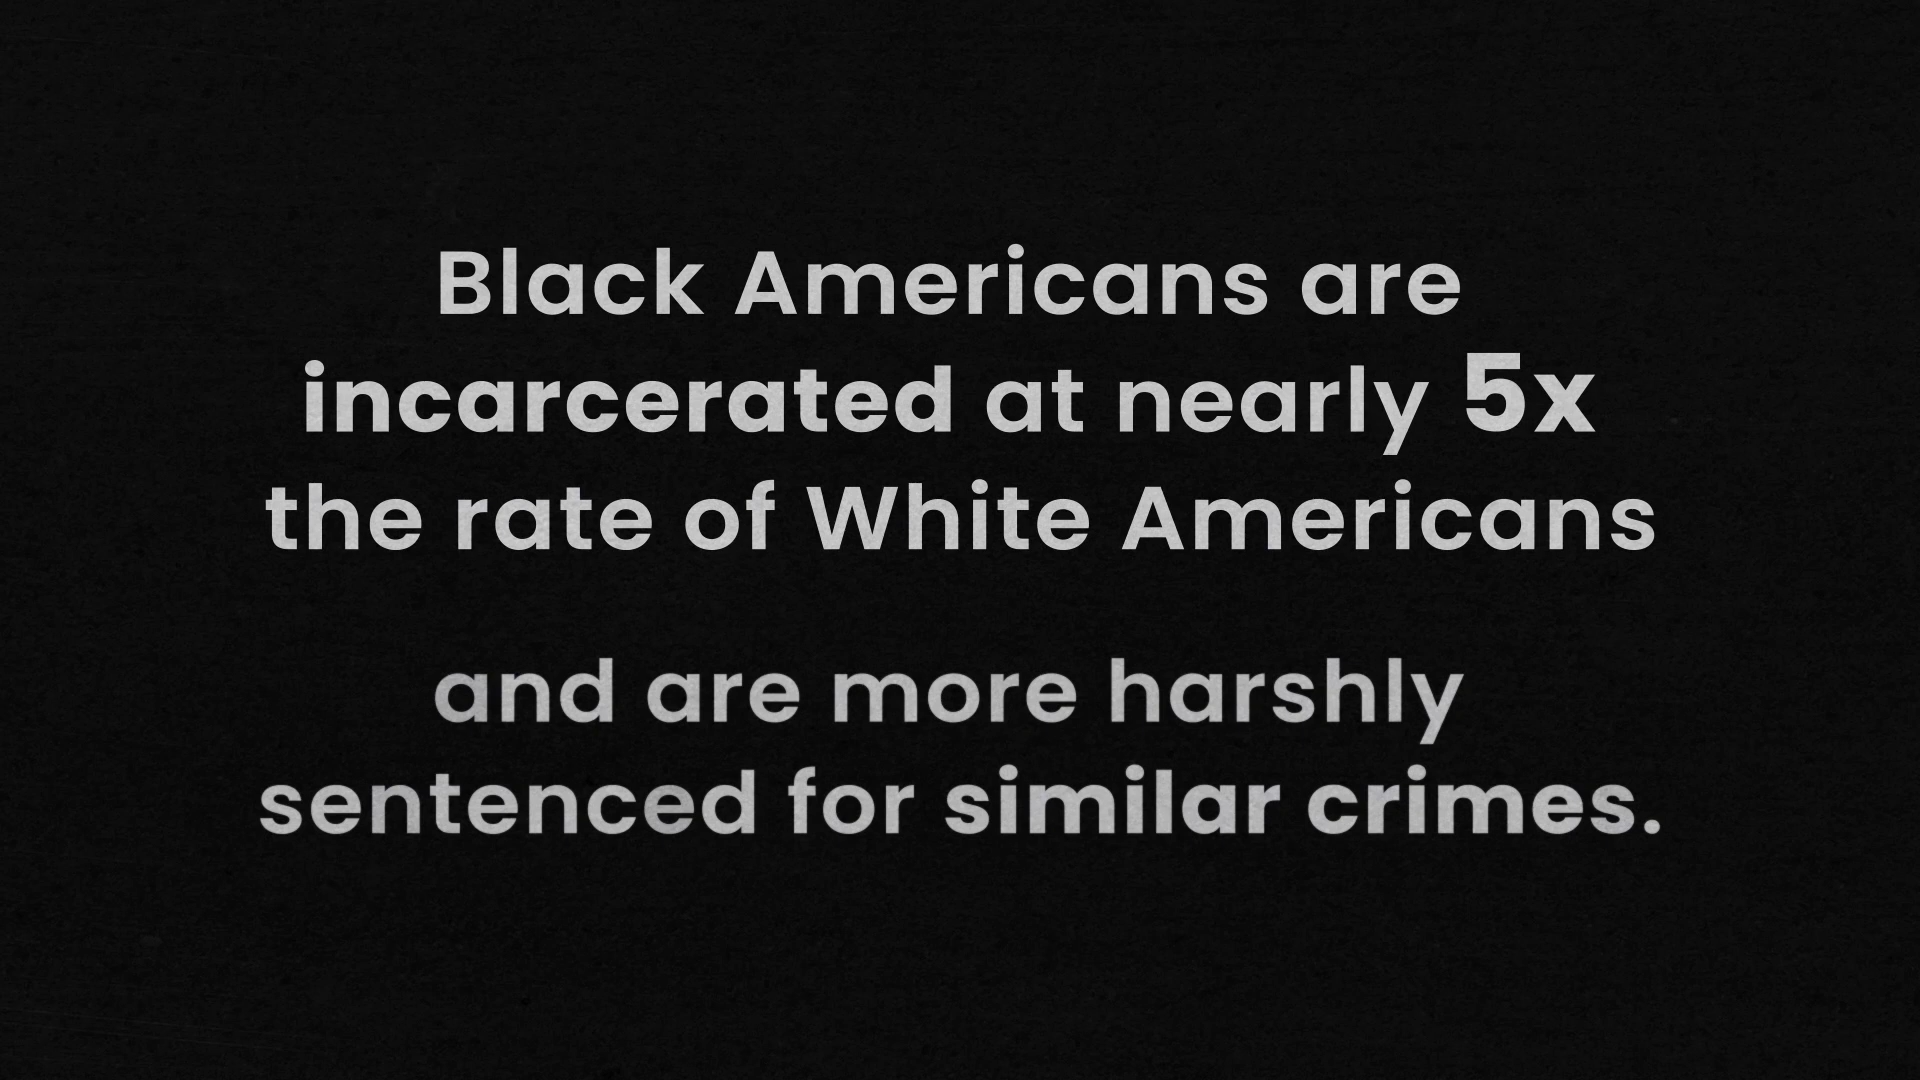 Black Americans are
incarcerated at nearly 5x
the rate of White Americans
and are more harshly
sentenced for similar crimes.